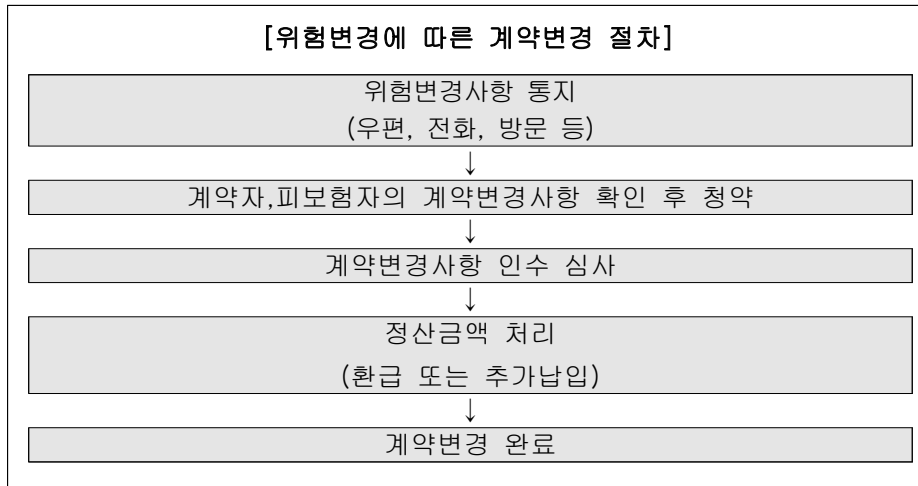 [위험변경에 따른 계약변경 절차]
위험변경사항 통지
(우편, 전화, 방문 등)
↓
계약자,피보험자의 계약변경사항 확인 후 청약
↓
계약변경사항 인수 심사
↓
정산금액 처리
(환급 또는 추가납입)
↓
계약변경 완료